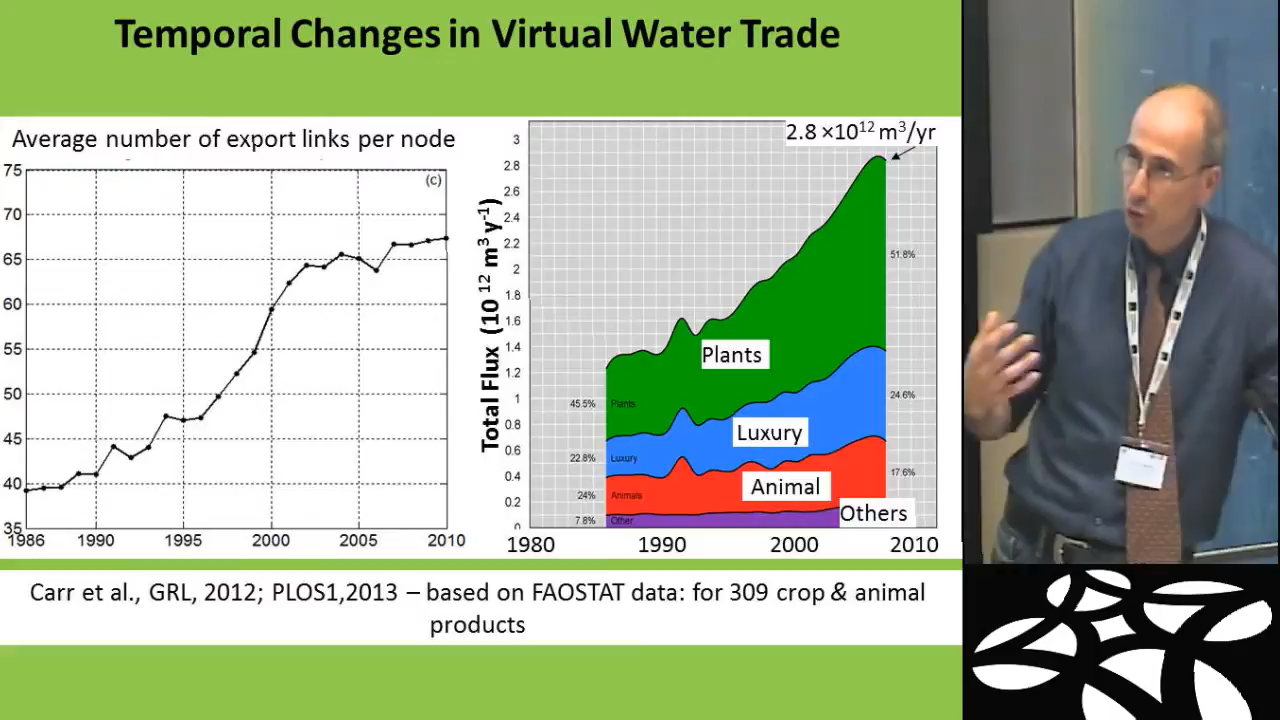 Temporal Changes in Virtual Water Trade
Average number of export links per node
(c)
75
70
65
60
55
50
45
40
35
1986
1990
1995
2000
2005
2010
2.8 ×10¹² m³/yr
Total Flux (10 ¹² m³ y⁻¹)
3
2.8
2.6
2.4
2.2
2
1.8
1.6
1.4
1.2
1
0.8
0.6
0.4
0.2
0
45.5%
22.8%
24%
7.8%
Plants
Luxury
Animals
Other
Plants
Luxury
Animal
Others
51.8%
24.6%
17.6%
1980
1990
2000
2010
Carr et al., GRL, 2012; PLOS1,2013 – based on FAOSTAT data: for 309 crop & animal
products